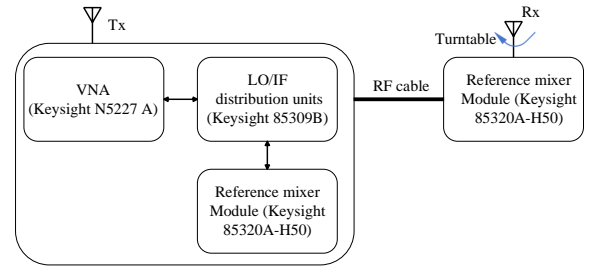 Tx
Rx
Turntable
VNA
(Keysight N5227 A)
LO/IF
distribution units
(Keysight 85309B)
RF cable
Reference mixer
Module (Keysight
85320A-H50)
Reference mixer
Module (Keysight
85320A-H50)